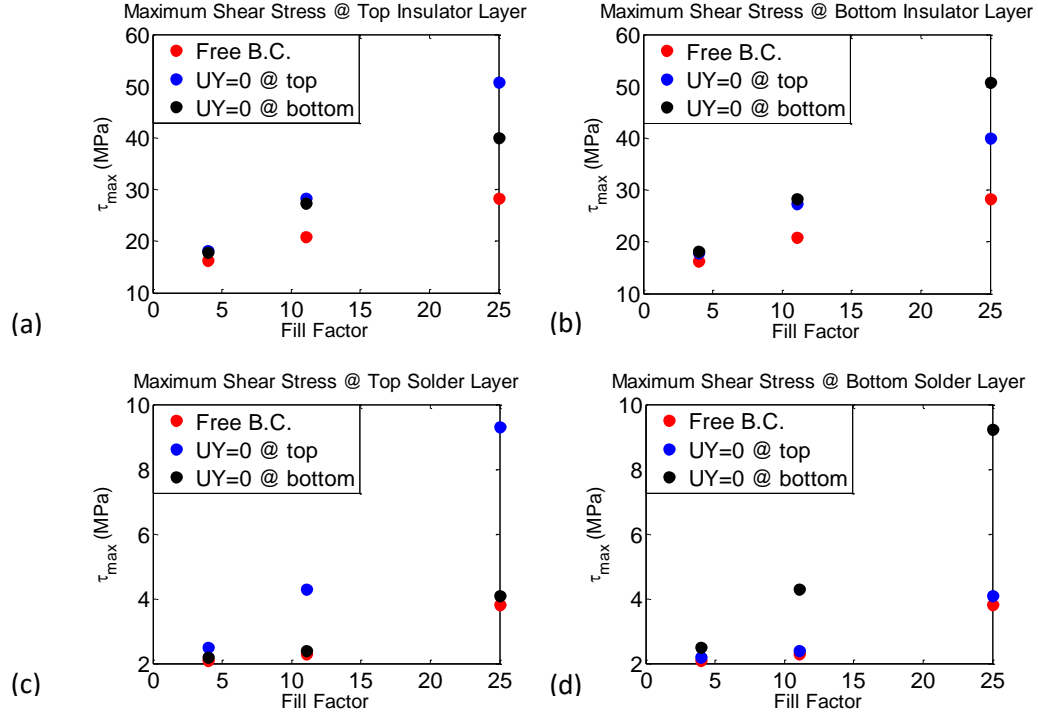 Maximum Shear Stress @ Top Insulator Layer
60
50
40
30
20
10
τmax (MPa)
Free B.C.
UY=0 @ top
UY=0 @ bottom
0 5 10 15 20 25
Fill Factor
(a)
Maximum Shear Stress @ Bottom Insulator Layer
60
50
40
30
20
10
τmax (MPa)
Free B.C.
UY=0 @ top
UY=0 @ bottom
0 5 10 15 20 25
Fill Factor
(b)
Maximum Shear Stress @ Top Solder Layer
10
8
6
4
2
τmax (MPa)
Free B.C.
UY=0 @ top
UY=0 @ bottom
0 5 10 15 20 25
Fill Factor
(c)
Maximum Shear Stress @ Bottom Solder Layer
10
8
6
4
2
τmax (MPa)
Free B.C.
UY=0 @ top
UY=0 @ bottom
0 5 10 15 20 25
Fill Factor
(d)